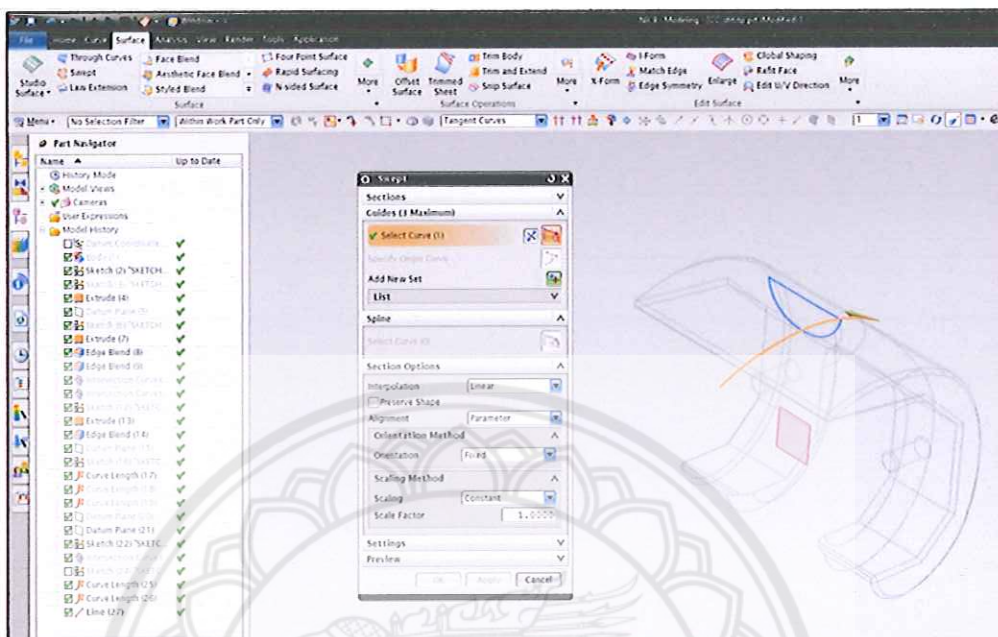 File Home Curve Surface Analysis View Render Tools Application
Through Curves Face Blend Four Point Surface Trim Body I-Form Global Shaping
Swept Aesthetic Face Blend Rapid Surfacing Trim and Extend Match Edge Refit Face
Studio Surface Law Extension Styled Blend N-sided Surface More Offset Surface Trimmed Sheet Snip Surface More X-Form Edge Symmetry Enlarge Edit U/V Direction More
Surface Surface Operations Edit Surface
Menu No Selection Filter Within Work Part Only Tangent Curves
Part Navigator
Name Up to Date
History Mode
Model Views
Cameras
User Expressions
Model History
Sketch (2) "SKETCH...
Extrude (4)
Extrude (7)
Edge Blend (8)
Edge Blend (9)
Extrude (13)
Edge Blend (14)
Curve Length (17)
Datum Plane (21)
Sketch (22) "SKETC...
Curve Length (25)
Curve Length (26)
Line (27)
Swept
Sections
Guides (3 Maximum)
Select Curve (1)
Specify Origin Curve
Add New Set
List
Spine
Select Curve (0)
Section Options
Interpolation Linear
Preserve Shape
Alignment Parameter
Orientation Method
Orientation Fixed
Scaling Method
Scaling Constant
Scale Factor 1.0000
Settings
Preview
OK Apply Cancel